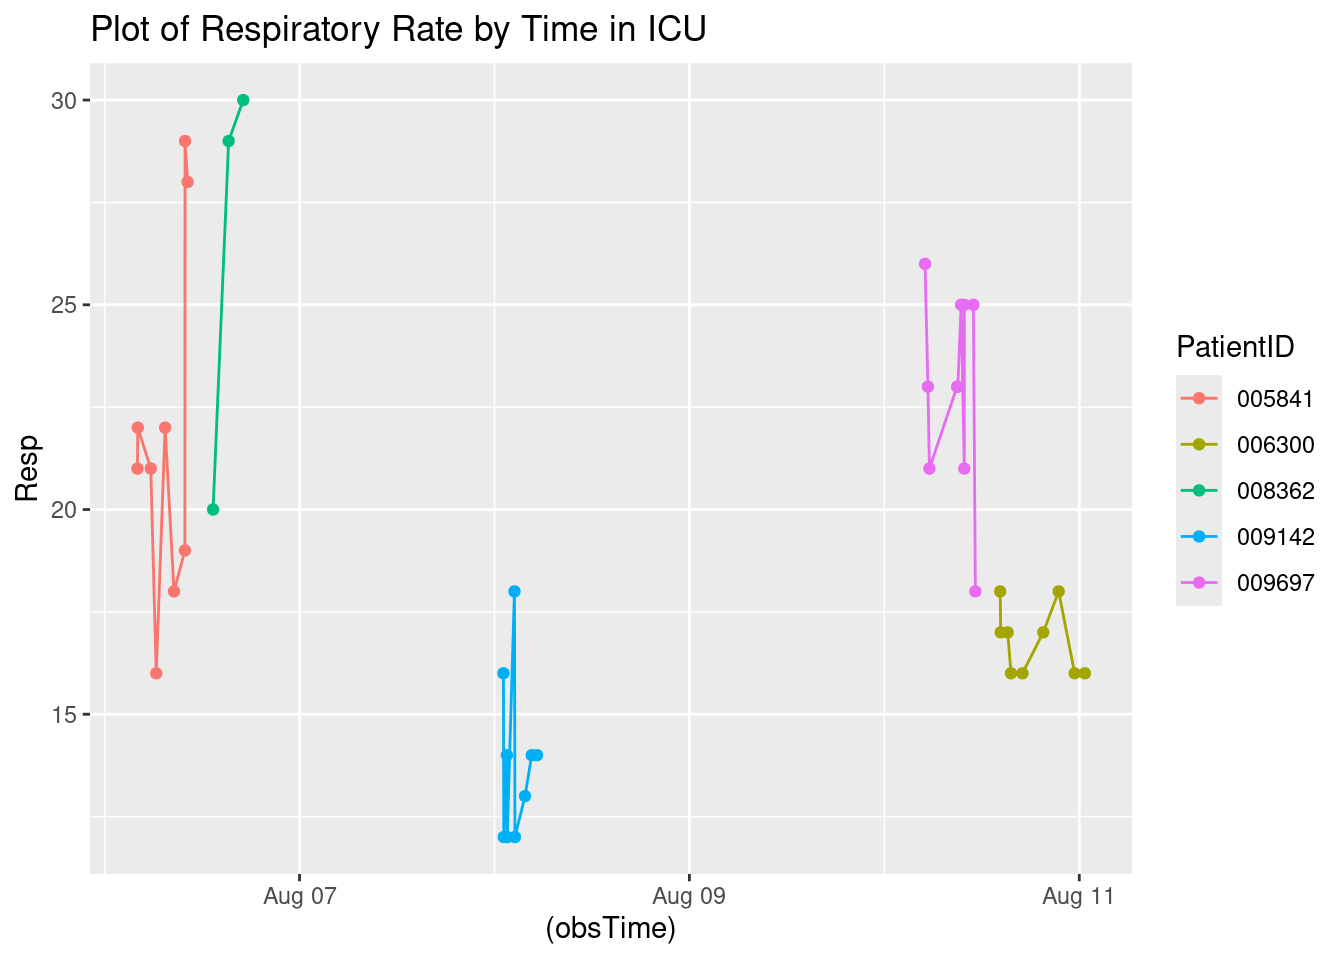 Plot of Respiratory Rate by Time in ICU
30
25
20
15
Resp
Aug 07
Aug 09
Aug 11
(obsTime)
PatientID
005841
006300
008362
009142
009697